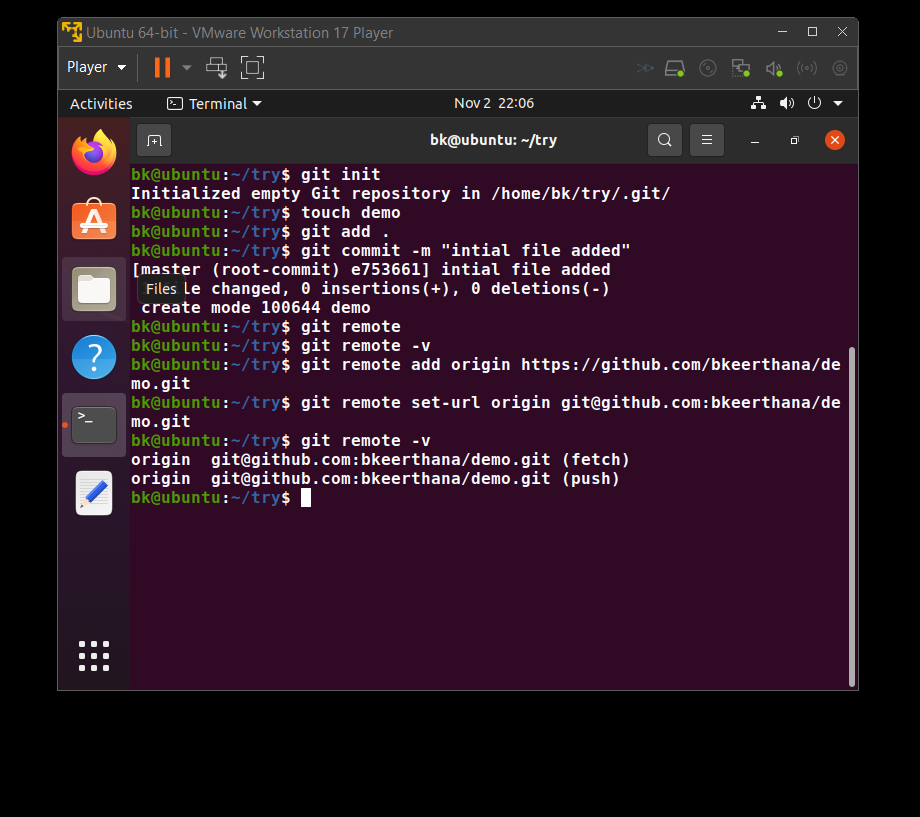 Ubuntu 64-bit - VMware Workstation 17 Player
Player
Activities
Terminal
Nov 2 22:06
bk@ubuntu: ~/try
bk@ubuntu:~/try$ git init
Initialized empty Git repository in /home/bk/try/.git/
bk@ubuntu:~/try$ touch demo
bk@ubuntu:~/try$ git add .
bk@ubuntu:~/try$ git commit -m "intial file added"
[master (root-commit) e753661] intial file added
Files
le changed, 0 insertions(+), 0 deletions(-)
create mode 100644 demo
bk@ubuntu:~/try$ git remote
bk@ubuntu:~/try$ git remote -v
bk@ubuntu:~/try$ git remote add origin https://github.com/bkeerthana/de
mo.git
bk@ubuntu:~/try$ git remote set-url origin git@github.com:bkeerthana/de
mo.git
bk@ubuntu:~/try$ git remote -v
origin  git@github.com:bkeerthana/demo.git (fetch)
origin  git@github.com:bkeerthana/demo.git (push)
bk@ubuntu:~/try$